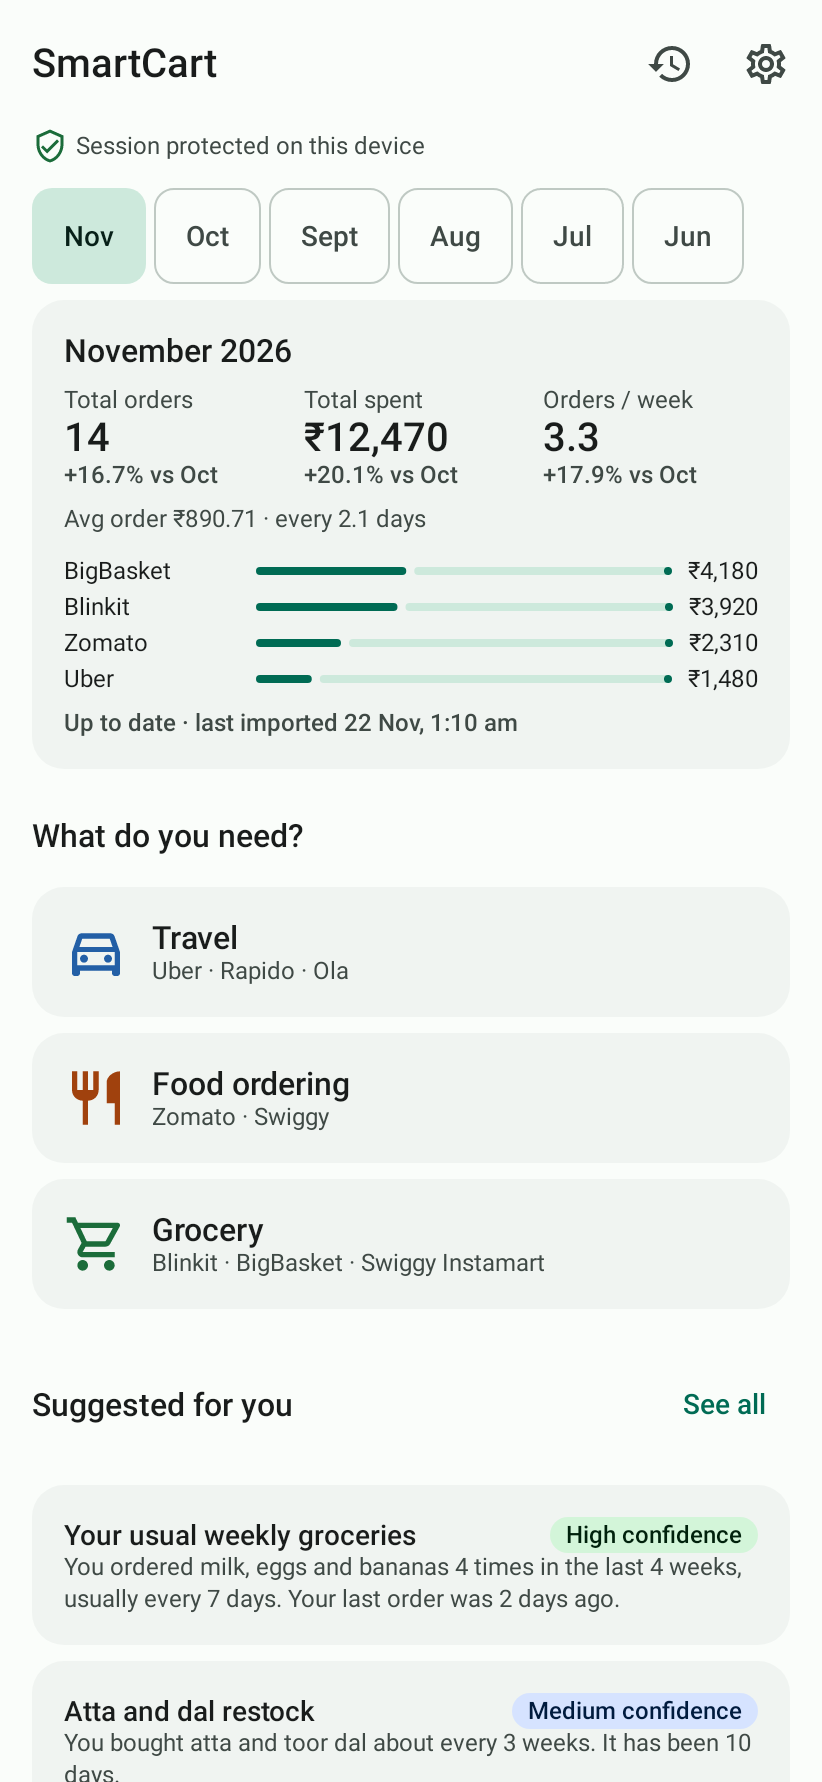 SmartCart
Session protected on this device
Nov Oct Sept Aug Jul Jun
November 2026
Total orders Total spent Orders / week
14 ₹12,470 3.3
+16.7% vs Oct +20.1% vs Oct +17.9% vs Oct
Avg order ₹890.71 · every 2.1 days
BigBasket ₹4,180
Blinkit ₹3,920
Zomato ₹2,310
Uber ₹1,480
Up to date · last imported 22 Nov, 1:10 am
What do you need?
Travel
Uber · Rapido · Ola
Food ordering
Zomato · Swiggy
Grocery
Blinkit · BigBasket · Swiggy Instamart
Suggested for you See all
Your usual weekly groceries High confidence
You ordered milk, eggs and bananas 4 times in the last 4 weeks,
usually every 7 days. Your last order was 2 days ago.
Atta and dal restock Medium confidence
You bought atta and toor dal about every 3 weeks. It has been 10
days.